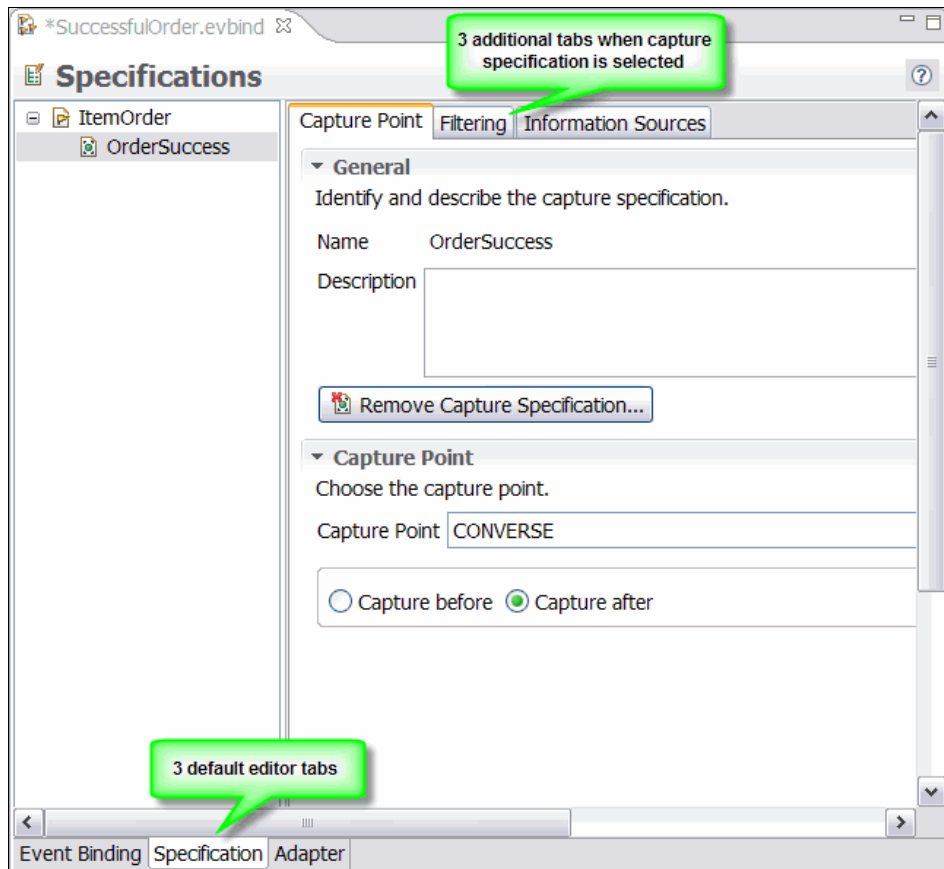 *SuccessfulOrder.evbind
3 additional tabs when capture
specification is selected
Specifications
?
ItemOrder
OrderSuccess
Capture Point Filtering Information Sources
General
Identify and describe the capture specification.
Name OrderSuccess
Description
Remove Capture Specification...
Capture Point
Choose the capture point.
Capture Point CONVERSE
Capture before Capture after
3 default editor tabs
Event Binding Specification Adapter